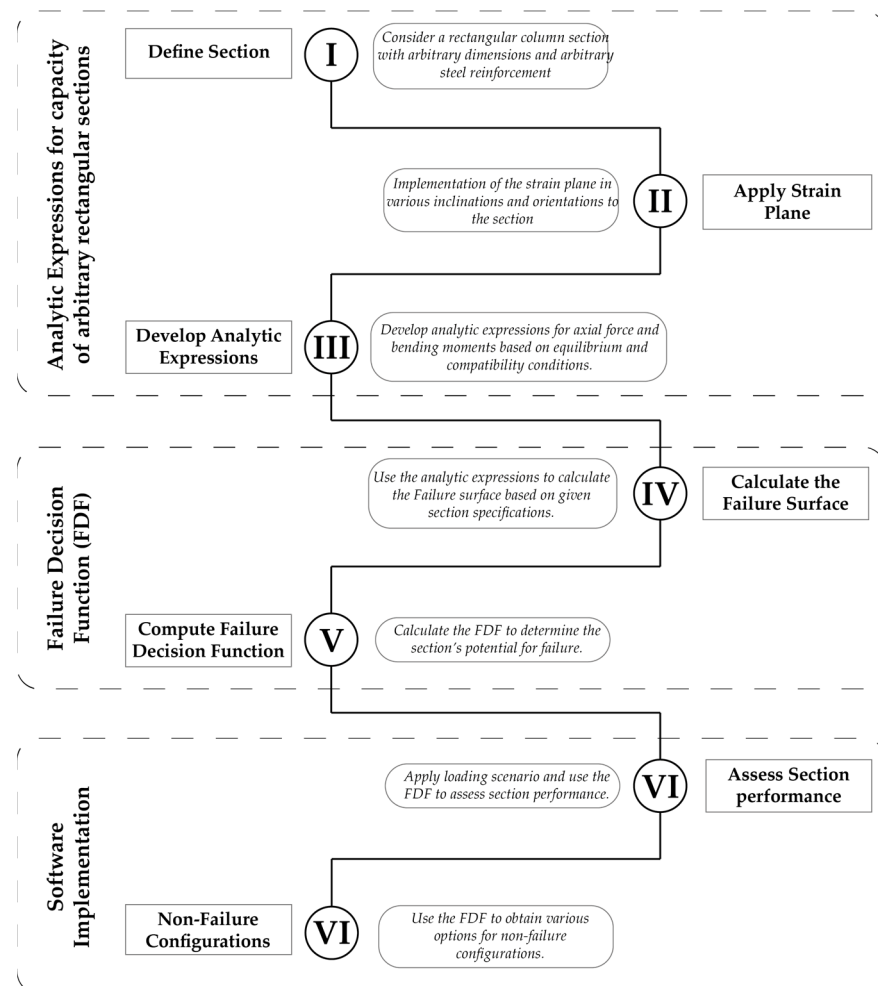 Analytic Expressions for capacity
of arbitrary rectangular sections
Define Section
I
Consider a rectangular column section
with arbitrary dimensions and arbitrary
steel reinforcement
Implementation of the strain plane in
various inclinations and orientations to
the section
II
Apply Strain
Plane
Develop Analytic
Expressions
III
Develop analytic expressions for axial force and
bending moments based on equilibrium and
compatibility conditions.
Failure Decision
Function (FDF)
Use the analytic expressions to calculate
the Failure surface based on given
section specifications.
IV
Calculate the
Failure Surface
Compute Failure
Decision Function
V
Calculate the FDF to determine the
section's potential for failure.
Software
Implementation
Apply loading scenario and use the
FDF to assess section performance.
VI
Assess Section
performance
Non-Failure
Configurations
VI
Use the FDF to obtain various
options for non-failure
configurations.